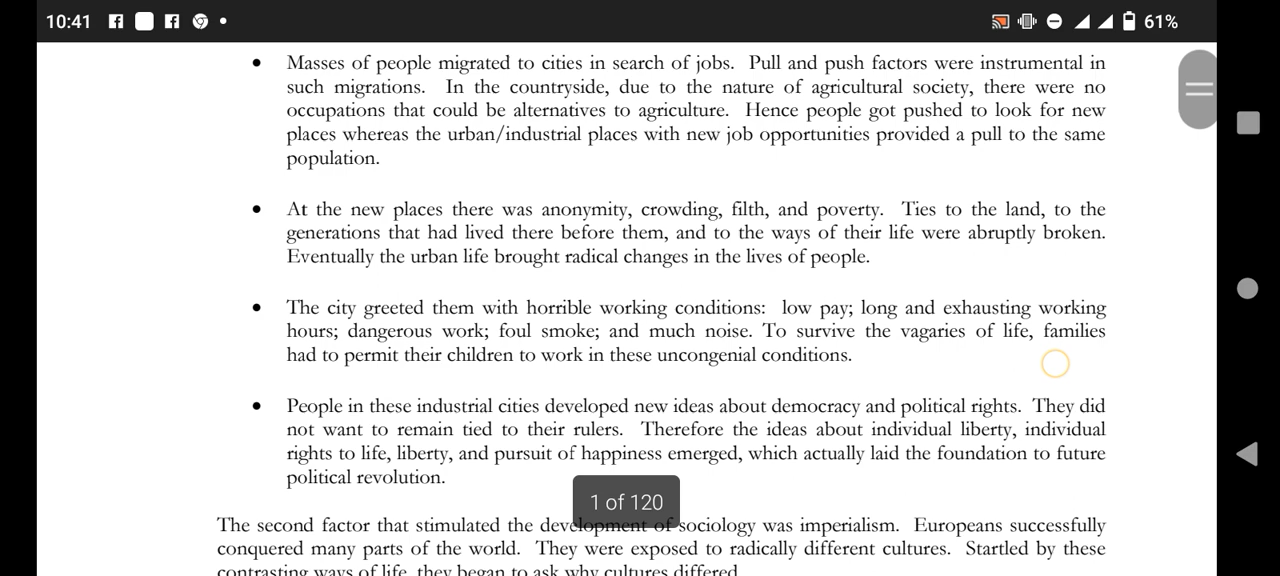 10:41
61%
• Masses of people migrated to cities in search of jobs. Pull and push factors were instrumental in
such migrations. In the countryside, due to the nature of agricultural society, there were no
occupations that could be alternatives to agriculture. Hence people got pushed to look for new
places whereas the urban/industrial places with new job opportunities provided a pull to the same
population.
• At the new places there was anonymity, crowding, filth, and poverty. Ties to the land, to the
generations that had lived there before them, and to the ways of their life were abruptly broken.
Eventually the urban life brought radical changes in the lives of people.
• The city greeted them with horrible working conditions: low pay; long and exhausting working
hours; dangerous work; foul smoke; and much noise. To survive the vagaries of life, families
had to permit their children to work in these uncongenial conditions.
• People in these industrial cities developed new ideas about democracy and political rights. They did
not want to remain tied to their rulers. Therefore the ideas about individual liberty, individual
rights to life, liberty, and pursuit of happiness emerged, which actually laid the foundation to future
political revolution.
1 of 120
The second factor that stimulated the development of sociology was imperialism. Europeans successfully
conquered many parts of the world. They were exposed to radically different cultures. Startled by these
contrasting ways of life, they began to ask why cultures differed.